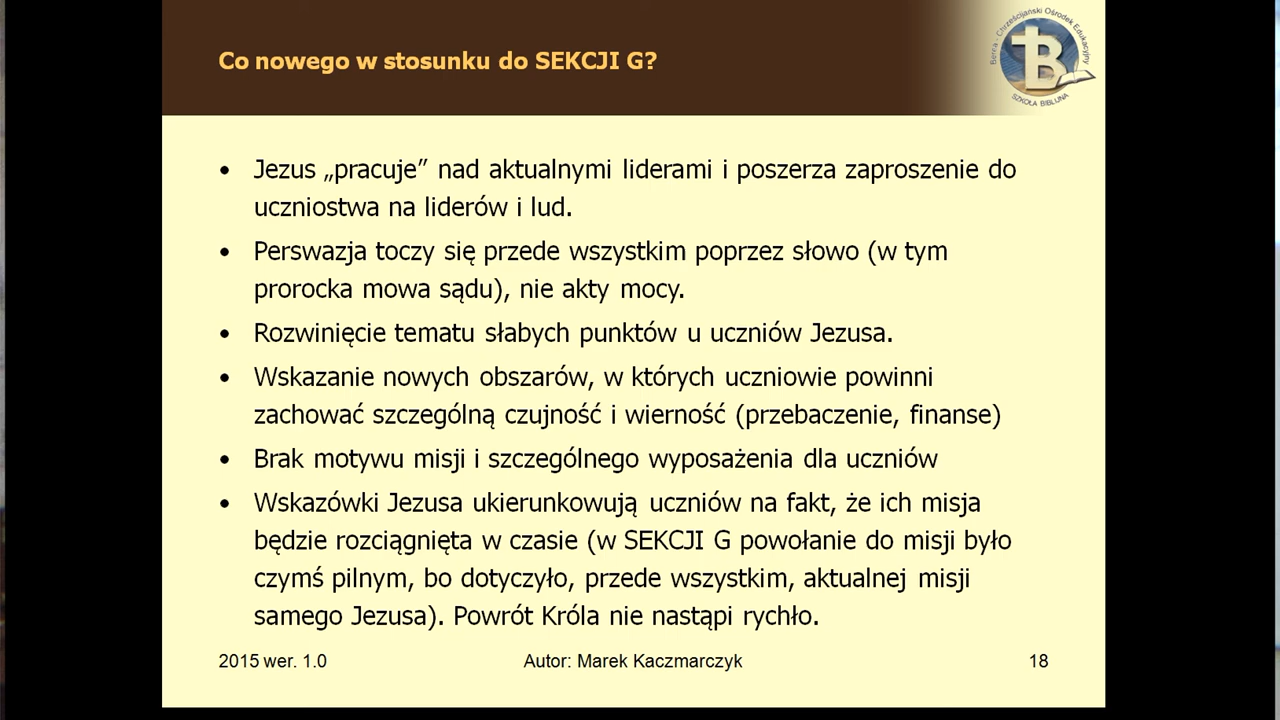 Co nowego w stosunku do SEKCJI G?
Berea - Chrześcijański Ośrodek Edukacyjny
SZKOŁA BIBLIJNA
• Jezus „pracuje” nad aktualnymi liderami i poszerza zaproszenie do
uczniostwa na liderów i lud.
• Perswazja toczy się przede wszystkim poprzez słowo (w tym
prorocka mowa sądu), nie akty mocy.
• Rozwinięcie tematu słabych punktów u uczniów Jezusa.
• Wskazanie nowych obszarów, w których uczniowie powinni
zachować szczególną czujność i wierność (przebaczenie, finanse)
• Brak motywu misji i szczególnego wyposażenia dla uczniów
• Wskazówki Jezusa ukierunkowują uczniów na fakt, że ich misja
będzie rozciągnięta w czasie (w SEKCJI G powołanie do misji było
czymś pilnym, bo dotyczyło, przede wszystkim, aktualnej misji
samego Jezusa). Powrót Króla nie nastąpi rychło.
2015 wer. 1.0
Autor: Marek Kaczmarczyk
18